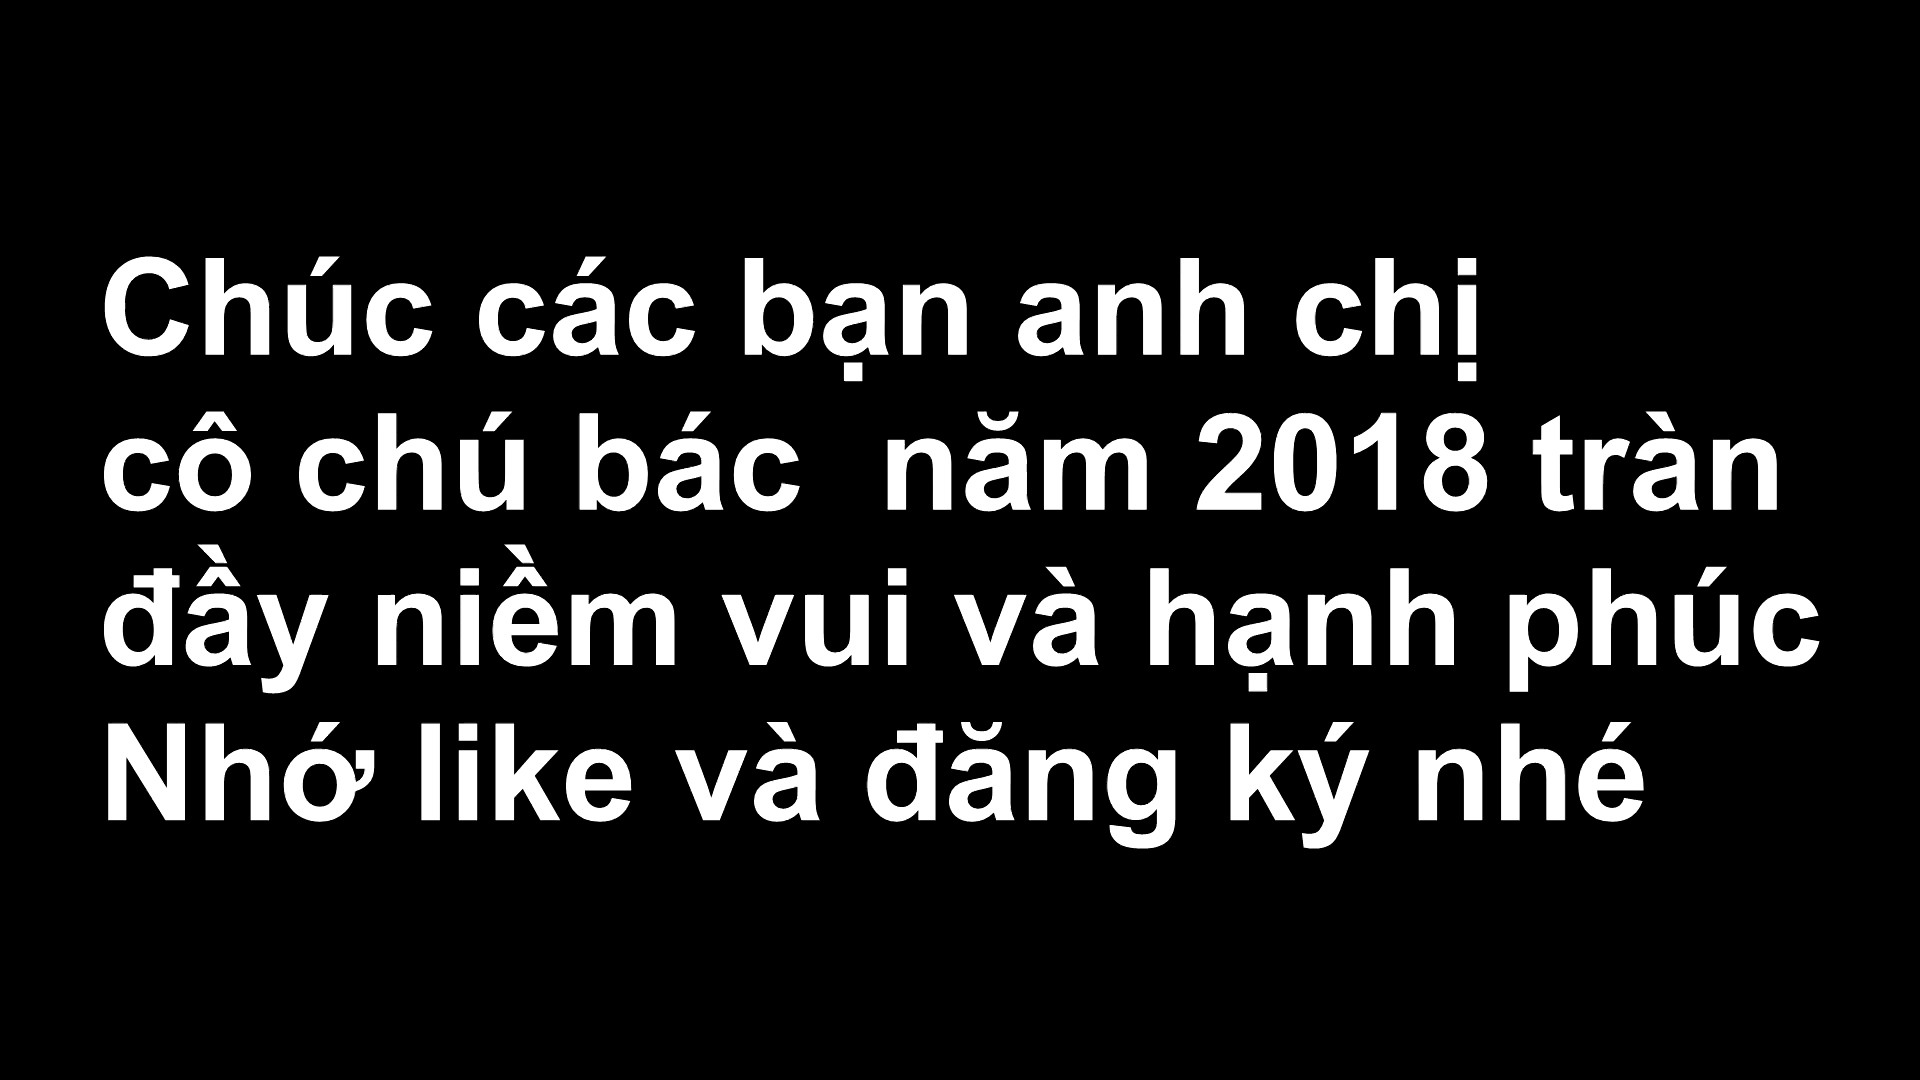 Chúc các bạn anh chị
cô chú bác  năm 2018 tràn
đầy niềm vui và hạnh phúc
Nhớ like và đăng ký nhé